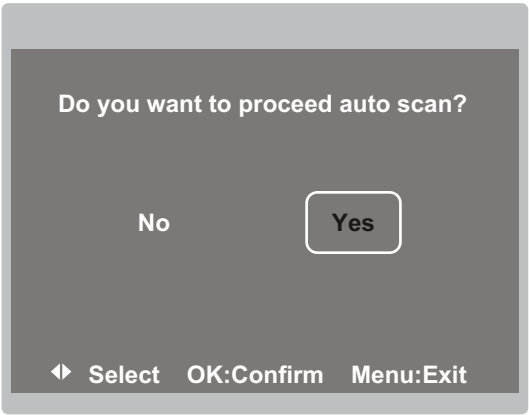 Do you want to proceed auto scan?
No Yes
Select OK:Confirm Menu:Exit